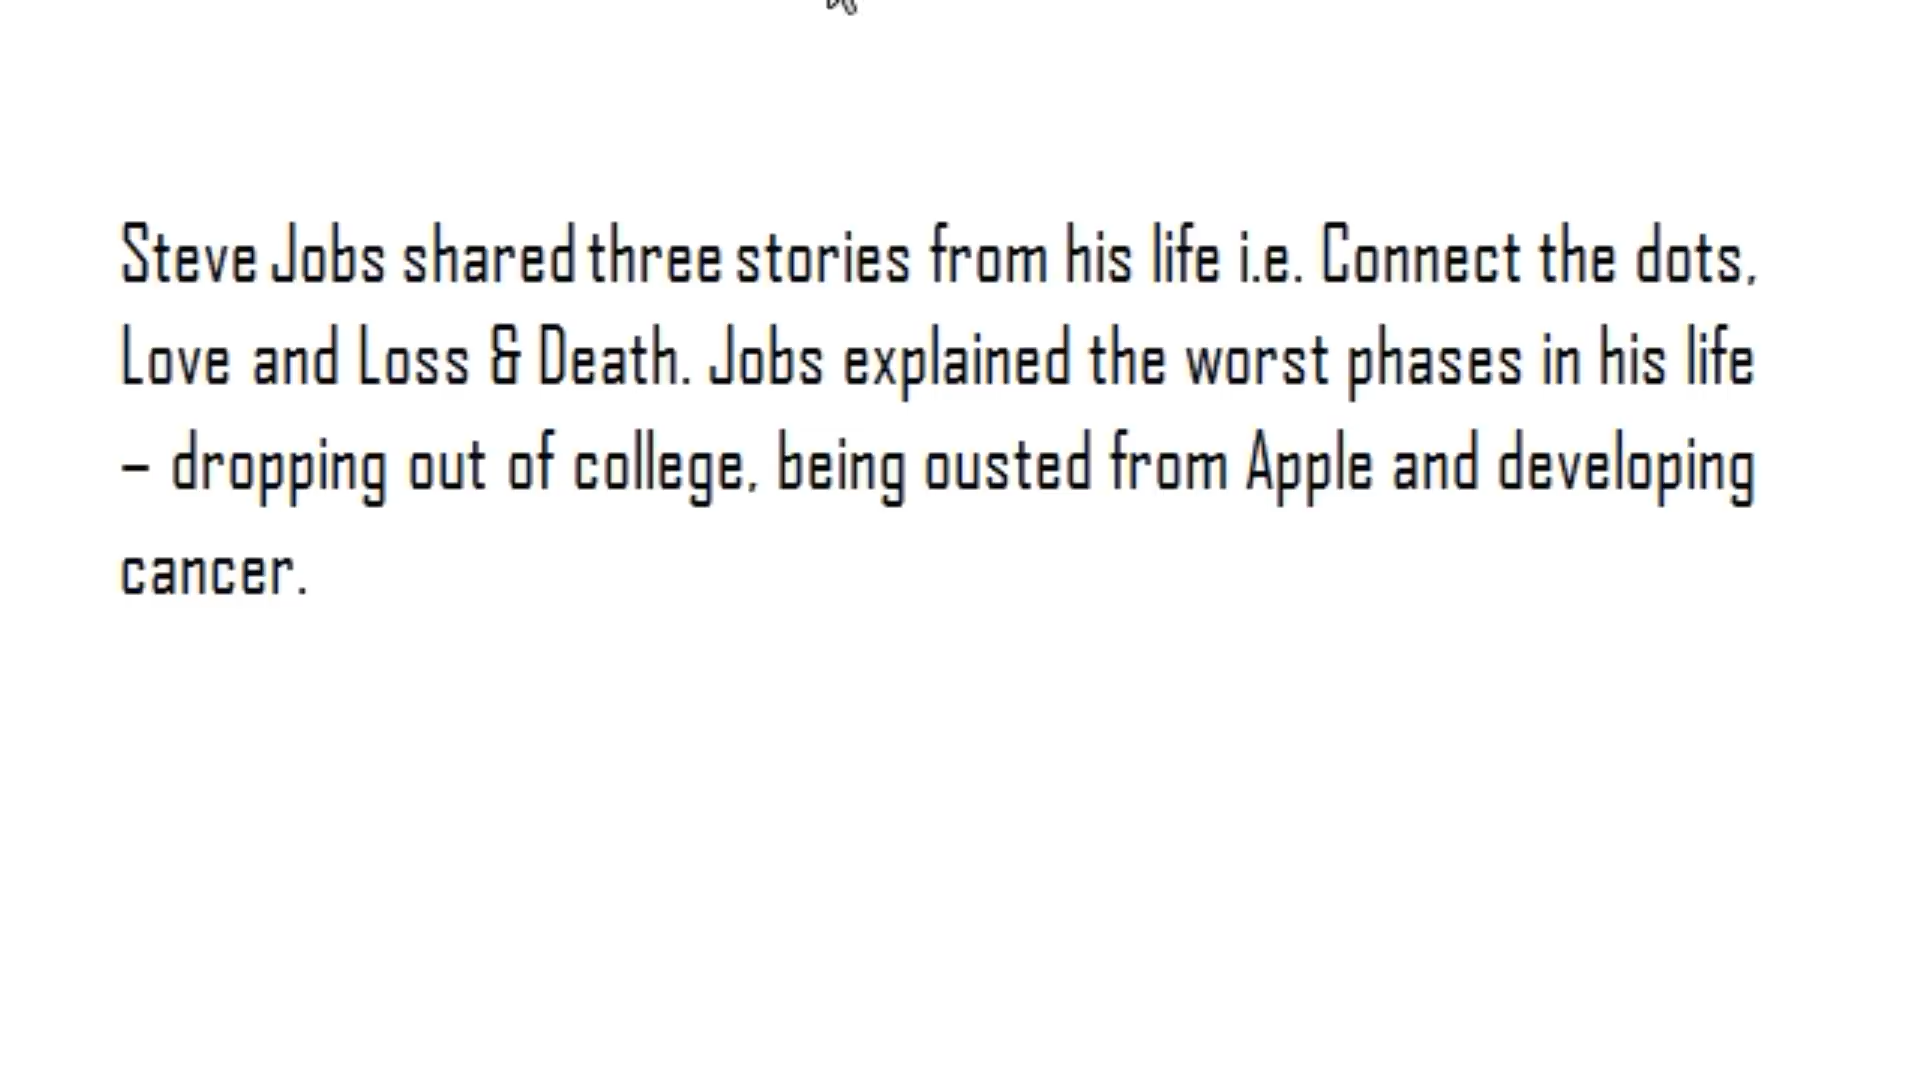 Steve Jobs shared three stories from his life i.e. Connect the dots,
Love and Loss & Death. Jobs explained the worst phases in his life
– dropping out of college, being ousted from Apple and developing
cancer.